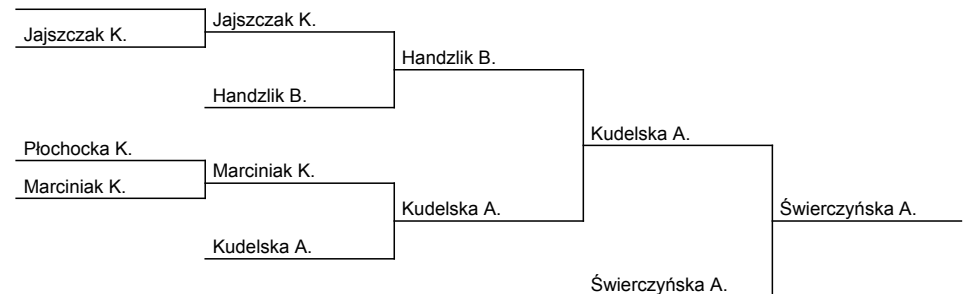 Jajszczak K.
Jajszczak K.
Handzlik B.
Handzlik B.
Kudelska A.
Płochocka K.
Marciniak K.
Marciniak K.
Kudelska A.
Świerczyńska A.
Kudelska A.
Świerczyńska A.